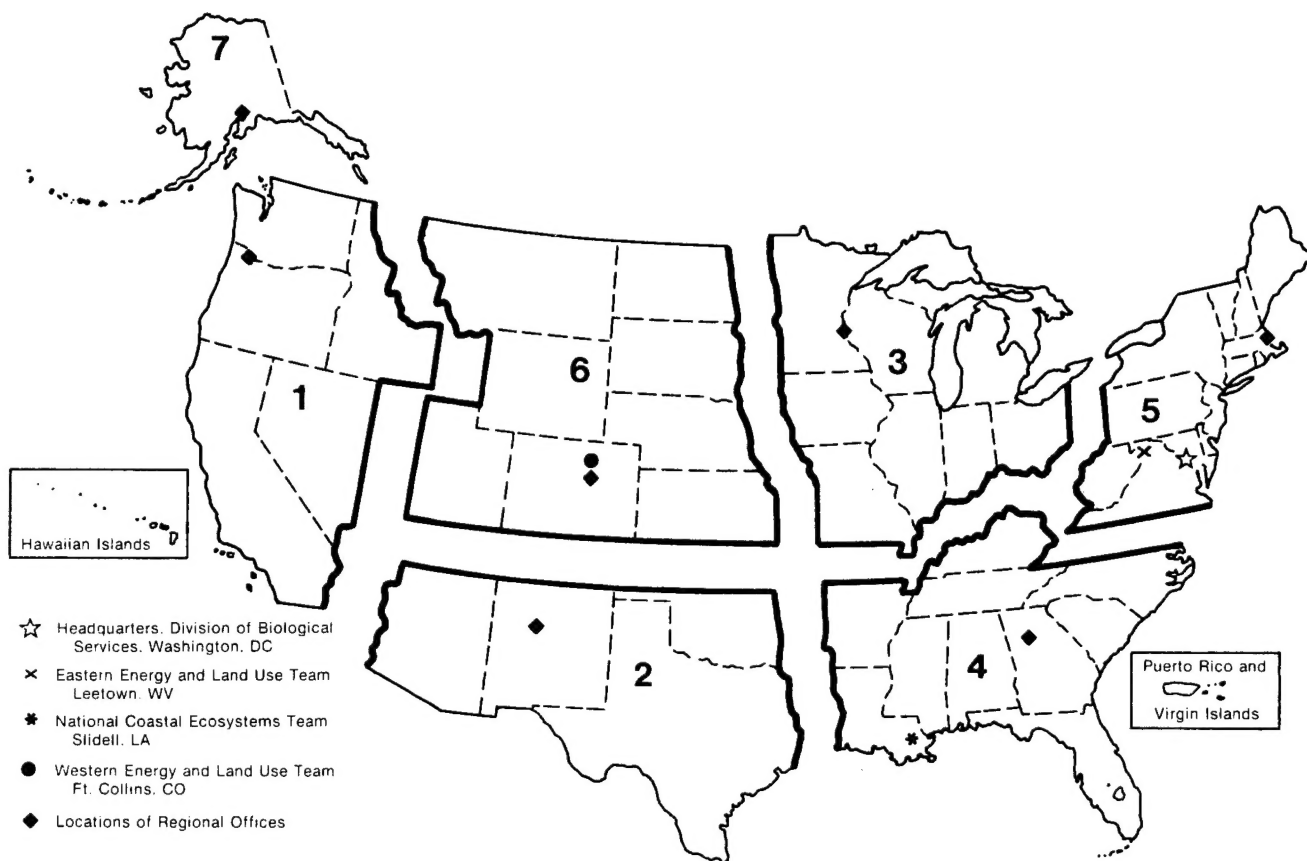 7
6
3
1
5
Hawaiian Islands
2
4
Puerto Rico and
Virgin Islands
Headquarters. Division of Biological
Services. Washington. DC
Eastern Energy and Land Use Team
Leetown. WV
National Coastal Ecosystems Team
Slidell. LA
Western Energy and Land Use Team
Ft. Collins. CO
Locations of Regional Offices